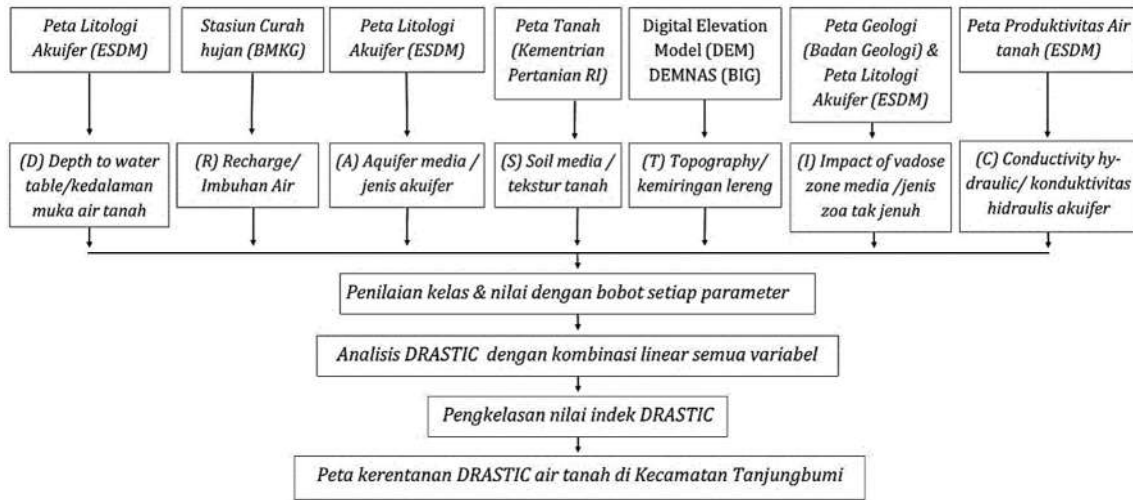 Peta Litologi
Akuifer (ESDM)
Stasiun Curah
hujan (BMKG)
Peta Litologi
Akuifer (ESDM)
Peta Tanah
(Kementrian
Pertanian RI)
Digital Elevation
Model (DEM)
DEMNAS (BIG)
Peta Geologi
(Badan Geologi) &
Peta Litologi
Akuifer (ESDM)
Peta Produktivitas Air
tanah (ESDM)
(D) Depth to water
table/kedalaman
muka air tanah
(R) Recharge/
Imbuhan Air
(A) Aquifer media /
jenis akuifer
(S) Soil media /
tekstur tanah
(T) Topography/
kemiringan lereng
(I) Impact of vadose
zone media /jenis
zoa tak jenuh
(C) Conductivity hy-
draulic/ konduktivitas
hidraulis akuifer
Penilaian kelas & nilai dengan bobot setiap parameter
Analisis DRASTIC dengan kombinasi linear semua variabel
Pengkelasan nilai indek DRASTIC
Peta kerentanan DRASTIC air tanah di Kecamatan Tanjungbumi